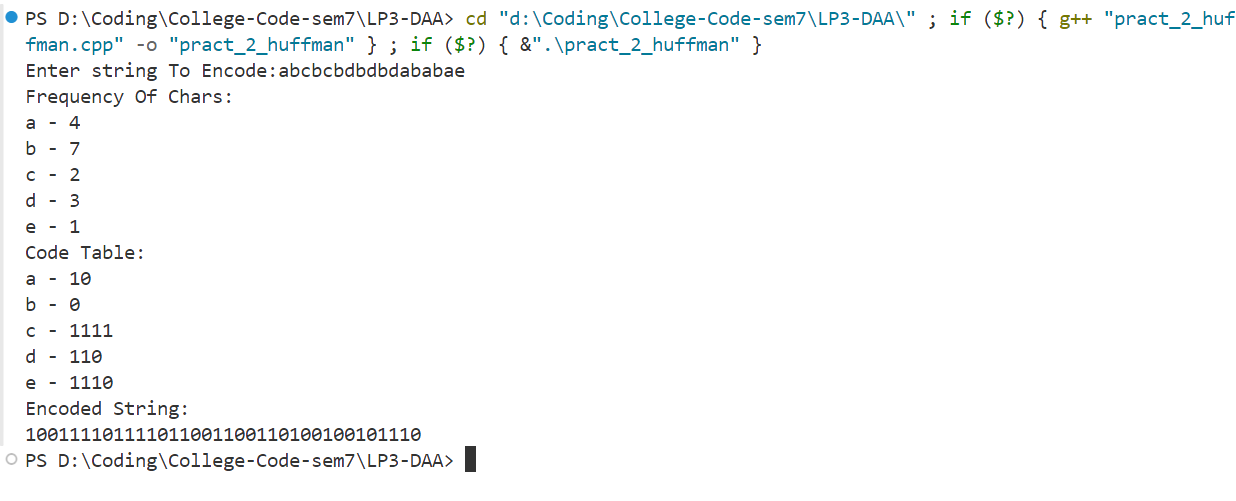 PS D:\Coding\College-Code-sem7\LP3-DAA> cd "d:\Coding\College-Code-sem7\LP3-DAA\" ; if ($?) { g++ "pract_2_huf
fman.cpp" -o "pract_2_huffman" } ; if ($?) { &".\pract_2_huffman" }
Enter string To Encode:abcbcbdbdbdababae
Frequency Of Chars:
a - 4
b - 7
c - 2
d - 3
e - 1
Code Table:
a - 10
b - 0
c - 1111
d - 110
e - 1110
Encoded String:
100111101111011001100110100100101110
PS D:\Coding\College-Code-sem7\LP3-DAA>